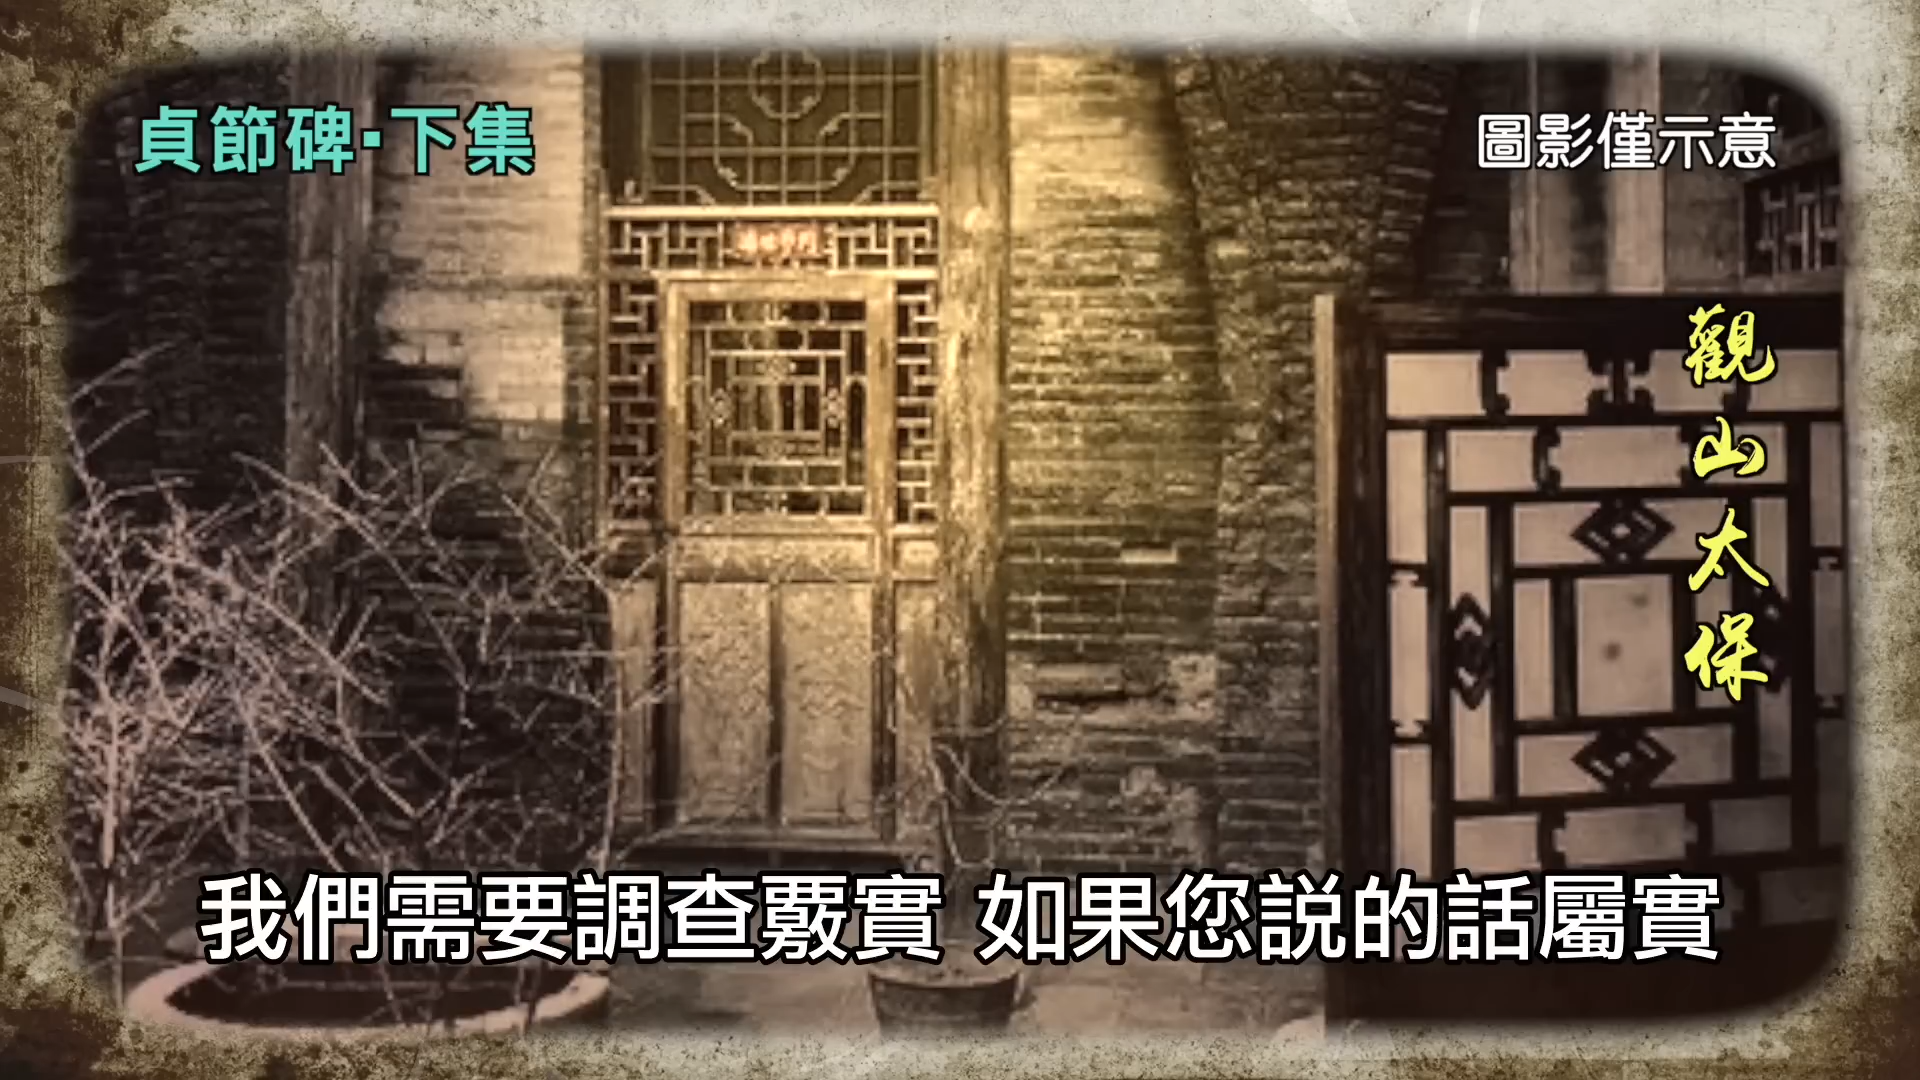 貞節碑·下集
圖影僅示意
觀山太保
我們需要調查覈實 如果您説的話屬實